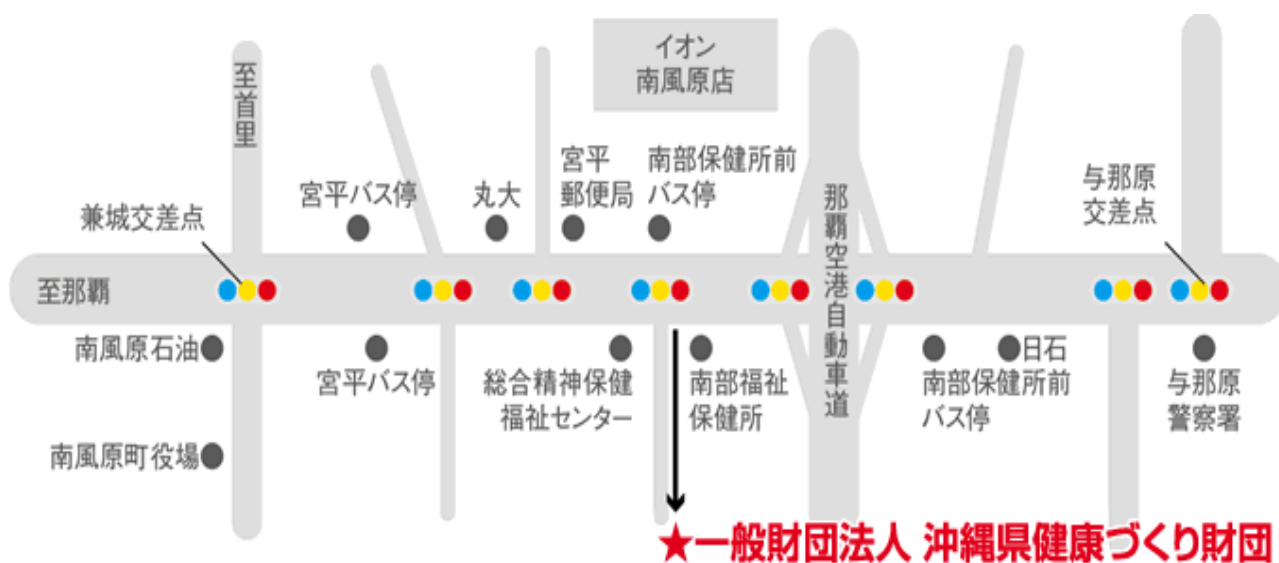 イオン
南風原店
至首里
宮平
郵便局
南部保健所前
バス停
宮平バス停
丸大
与那原
交差点
兼城交差点
那覇空港自動車道
至那覇
南風原石油
宮平バス停
総合精神保健
福祉センター
南部福祉
保健所
日石
南部保健所前
バス停
与那原
警察署
南風原町役場
★一般財団法人 沖縄県健康づくり財団